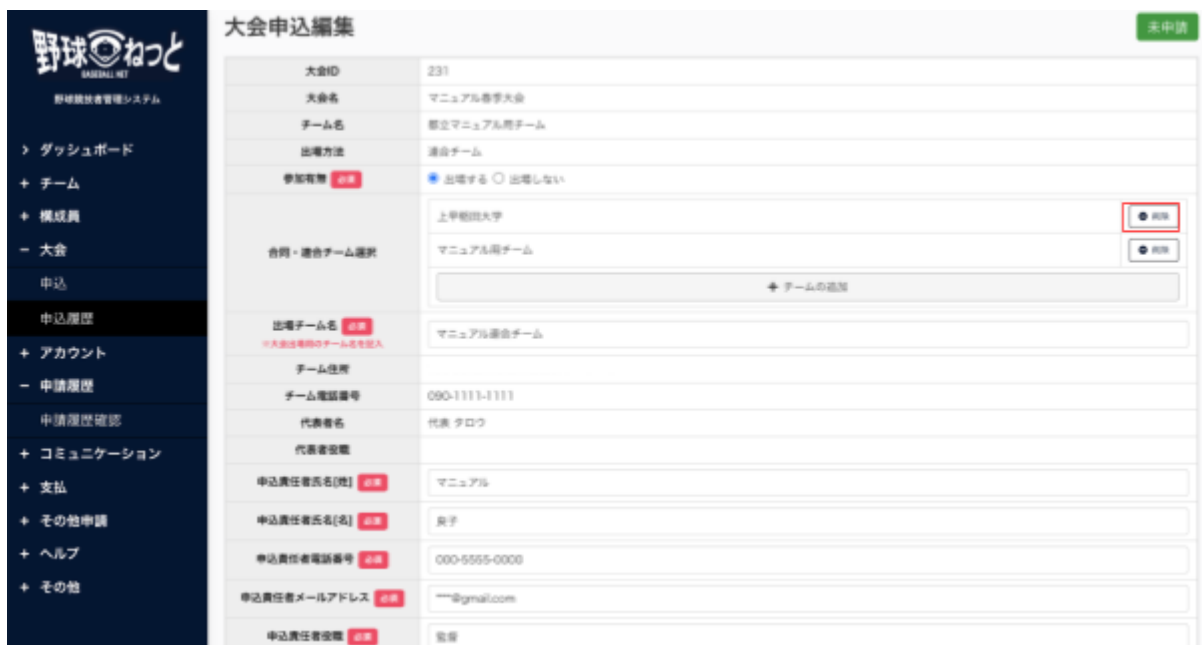 野球ねっと
BASEBALL NET
野球競技者管理システム
ダッシュボード
+ チーム
+ 構成員
− 大会
申込
申込履歴
+ アカウント
− 申請履歴
申請履歴確認
+ コミュニケーション
+ 支払
+ その他申請
+ ヘルプ
+ その他
大会申込編集
未申請
大会ID 231
大会名 マニュアル春季大会
チーム名 都立マニュアル用チーム
出場方法 連合チーム
参加有無 必須 出場する 出場しない
合同・連合チーム選択
上早稲田大学 削除
マニュアル用チーム 削除
+ チームの追加
出場チーム名 必須 マニュアル連合チーム
※大会出場時のチーム名を記入
チーム住所
チーム電話番号 090-1111-1111
代表者名 代表 タロウ
代表者役職
申込責任者氏名[姓] 必須 マニュアル
申込責任者氏名[名] 必須 良子
申込責任者電話番号 必須 000-5555-0000
申込責任者メールアドレス 必須 ***@gmail.com
申込責任者役職 必須 監督